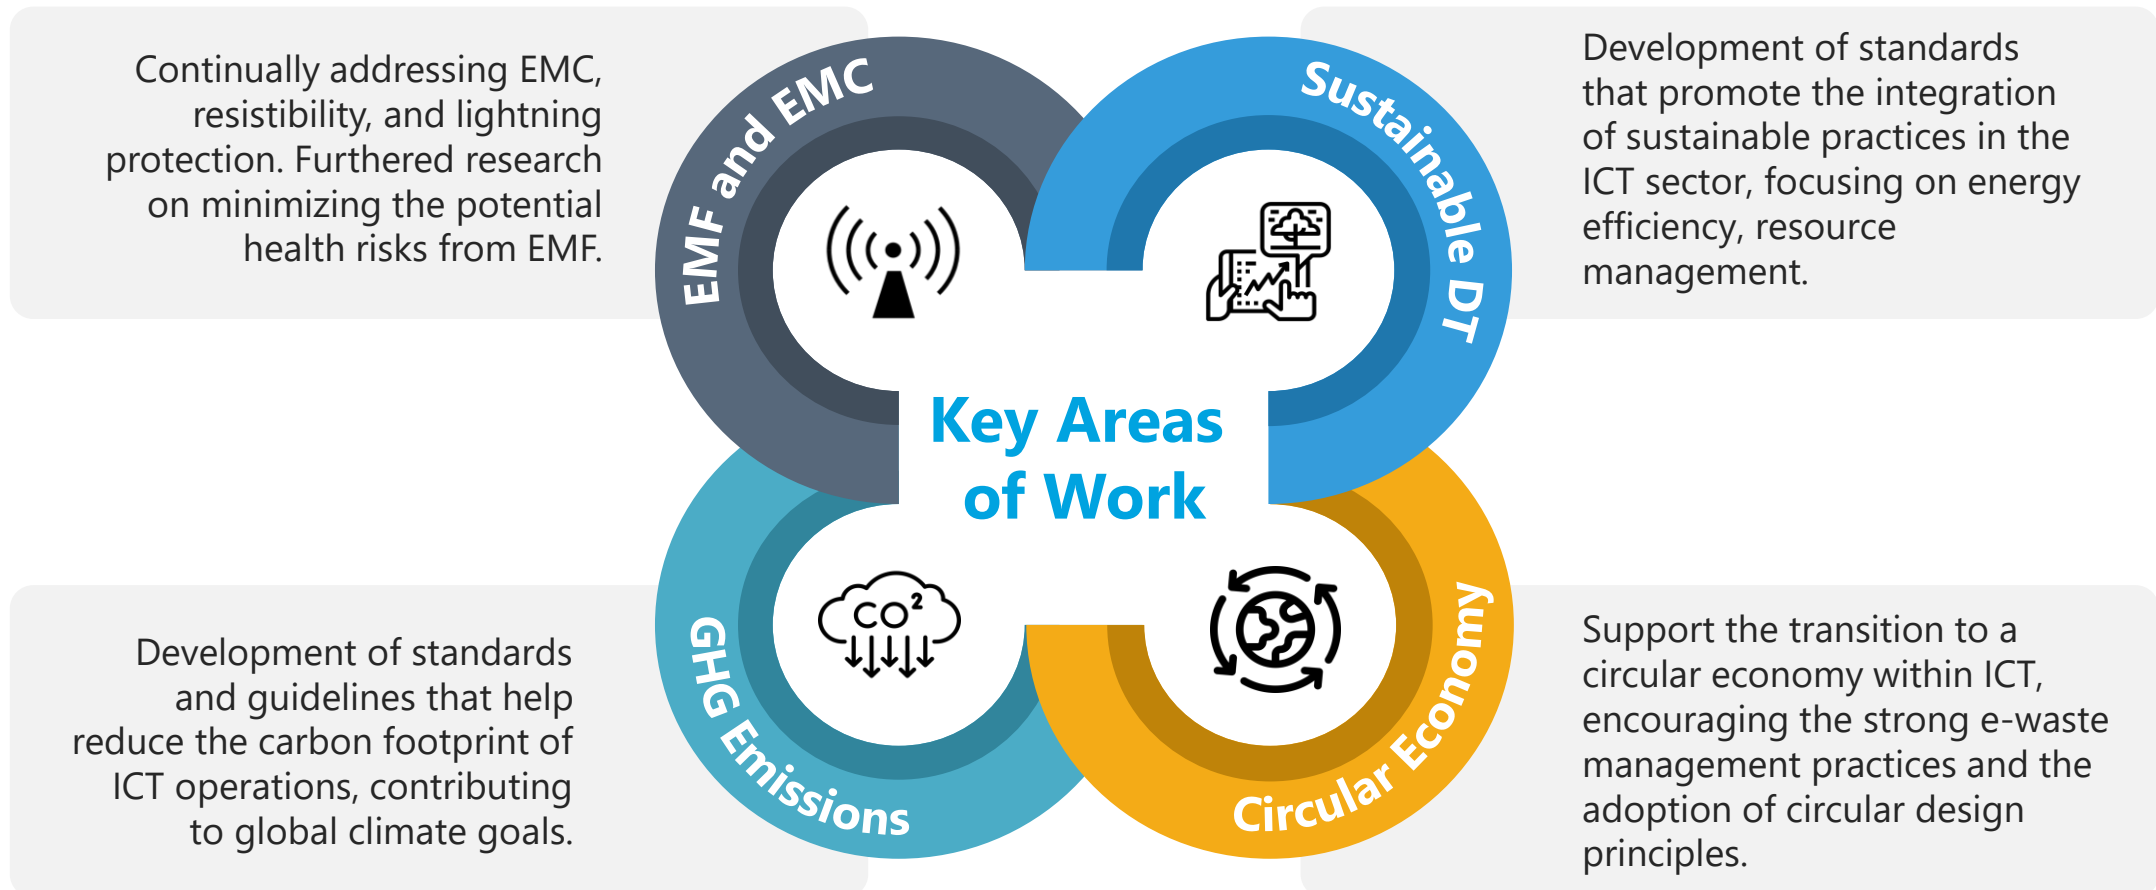 Continually addressing EMC,
resistibility, and lightning
protection. Furthered research
on minimizing the potential
health risks from EMF.
EMF and EMC
Sustainable DT
Development of standards
that promote the integration
of sustainable practices in the
ICT sector, focusing on energy
efficiency, resource
management.
Key Areas
of Work
Development of standards
and guidelines that help
reduce the carbon footprint of
ICT operations, contributing
to global climate goals.
CO²
GHG Emissions
Circular Economy
Support the transition to a
circular economy within ICT,
encouraging the strong e-waste
management practices and the
adoption of circular design
principles.